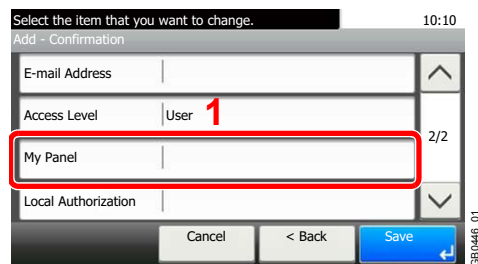 Select the item that you want to change. 10:10
Add - Confirmation
E-mail Address
Access Level User 1
2/2
My Panel
Local Authorization
Cancel < Back Save
GB0446_01